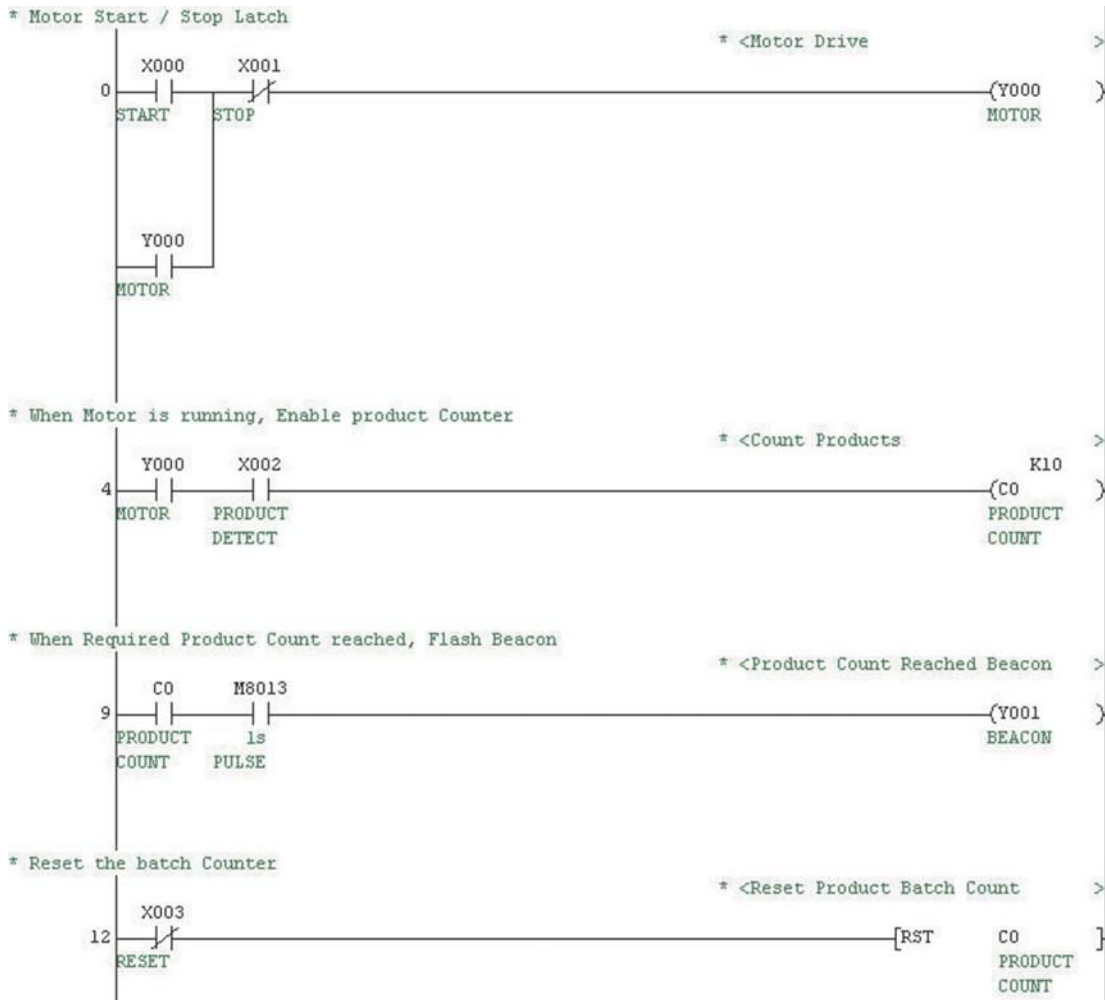 * Motor Start / Stop Latch
* <Motor Drive >
X000 X001
0 (Y000 )
START STOP MOTOR
Y000
MOTOR
* When Motor is running, Enable product Counter
* <Count Products >
Y000 X002 K10
4 (C0 )
MOTOR PRODUCT PRODUCT
DETECT COUNT
* When Required Product Count reached, Flash Beacon
* <Product Count Reached Beacon >
C0 M8013
9 (Y001 )
PRODUCT 1s BEACON
COUNT PULSE
* Reset the batch Counter
* <Reset Product Batch Count >
X003
12 [RST C0 ]
RESET PRODUCT
COUNT